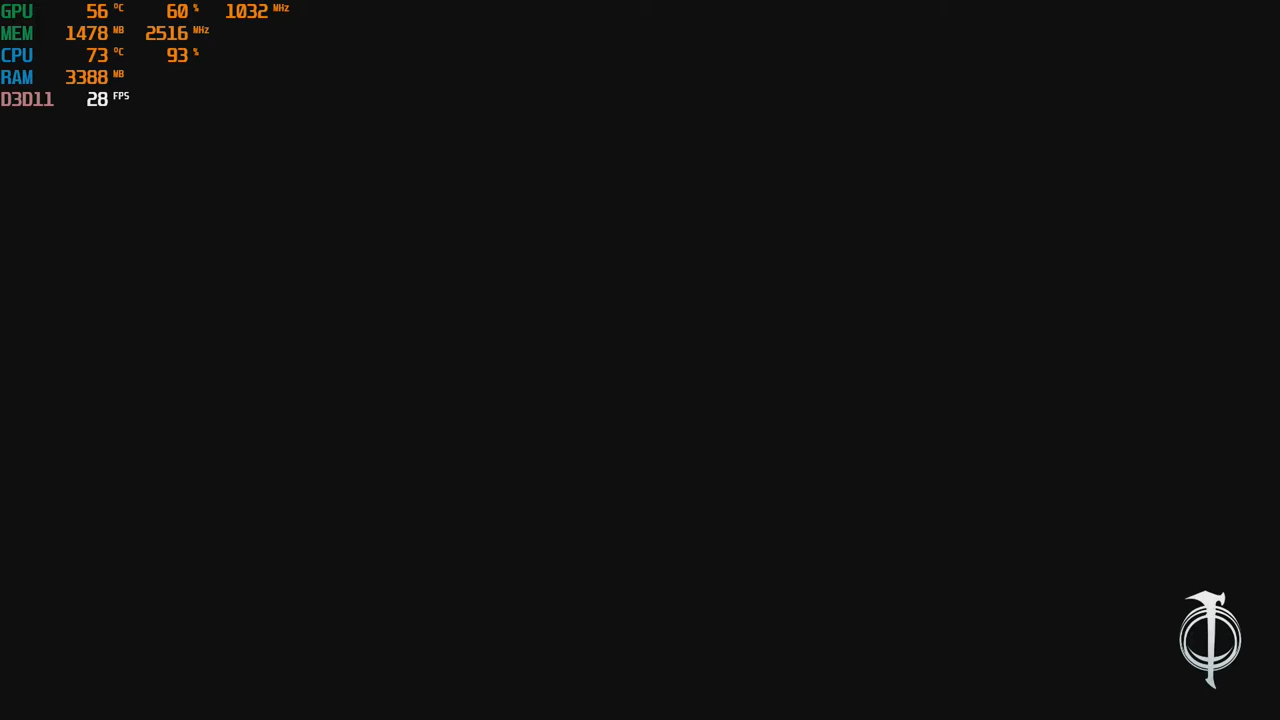 GPU 56 °C 60 % 1032 MHz
MEM 1478 MB 2516 MHz
CPU 73 °C 93 %
RAM 3388 MB
D3D11 28 FPS